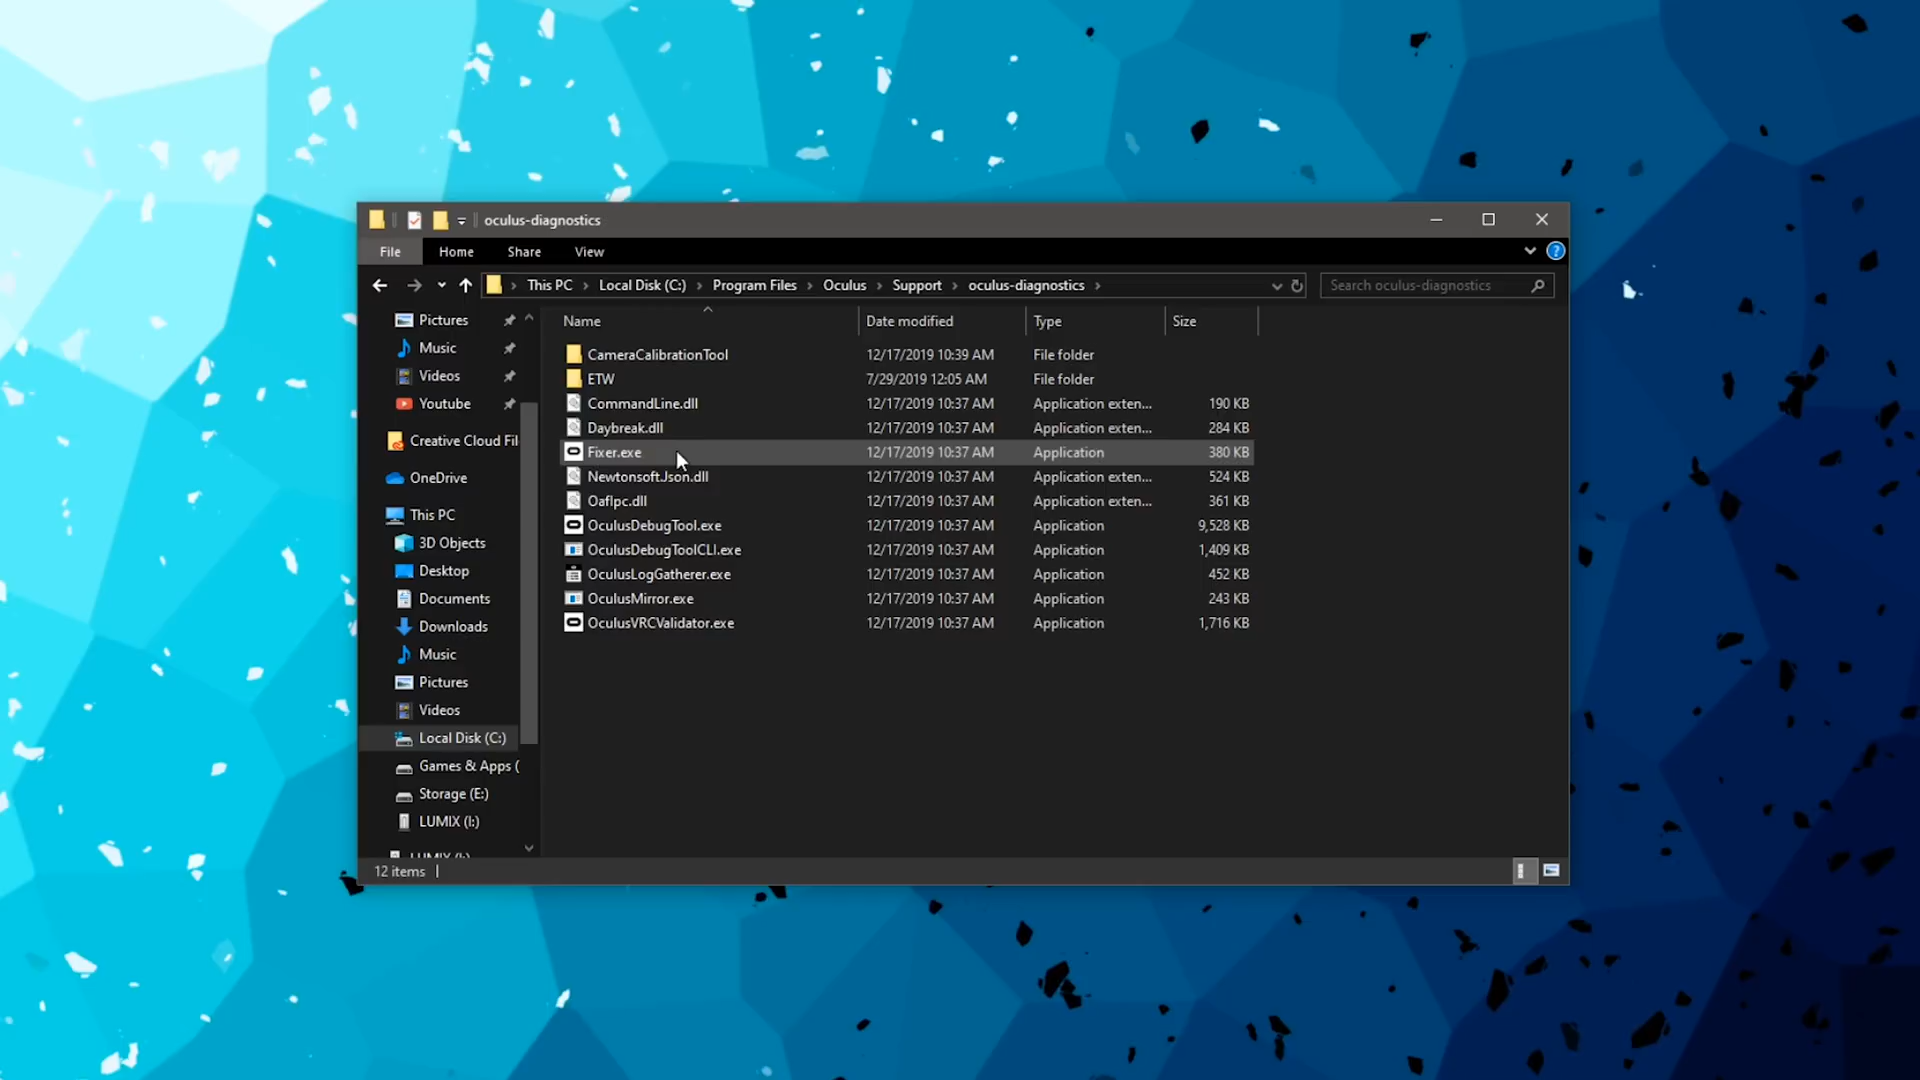 oculus-diagnostics
File Home Share View
This PC Local Disk (C:) Program Files Oculus Support oculus-diagnostics
Search oculus-diagnostics
Pictures
Music
Videos
Youtube
Creative Cloud Fil
OneDrive
This PC
3D Objects
Desktop
Documents
Downloads
Music
Pictures
Videos
Local Disk (C:)
Games & Apps (
Storage (E:)
LUMIX (I:)
LUMIX (I:)
Name Date modified Type Size
CameraCalibrationTool 12/17/2019 10:39 AM File folder
ETW 7/29/2019 12:05 AM File folder
CommandLine.dll 12/17/2019 10:37 AM Application exten... 190 KB
Daybreak.dll 12/17/2019 10:37 AM Application exten... 284 KB
Fixer.exe 12/17/2019 10:37 AM Application 380 KB
Newtonsoft.Json.dll 12/17/2019 10:37 AM Application exten... 524 KB
OafIpc.dll 12/17/2019 10:37 AM Application exten... 361 KB
OculusDebugTool.exe 12/17/2019 10:37 AM Application 9,528 KB
OculusDebugToolCLI.exe 12/17/2019 10:37 AM Application 1,409 KB
OculusLogGatherer.exe 12/17/2019 10:37 AM Application 452 KB
OculusMirror.exe 12/17/2019 10:37 AM Application 243 KB
OculusVRCValidator.exe 12/17/2019 10:37 AM Application 1,716 KB
12 items